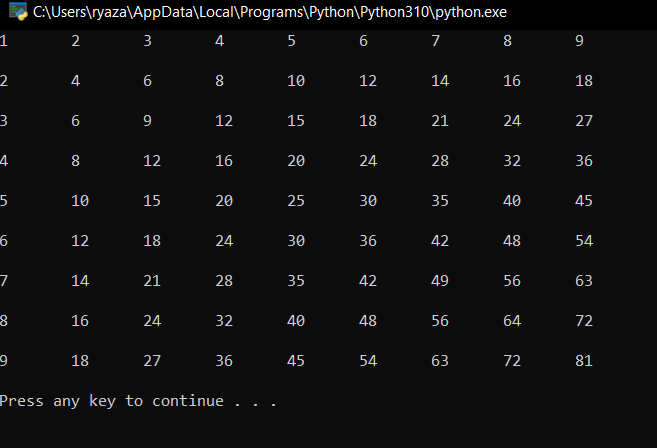 C:\Users\ryaza\AppData\Local\Programs\Python\Python310\python.exe
1 2 3 4 5 6 7 8 9
2 4 6 8 10 12 14 16 18
3 6 9 12 15 18 21 24 27
4 8 12 16 20 24 28 32 36
5 10 15 20 25 30 35 40 45
6 12 18 24 30 36 42 48 54
7 14 21 28 35 42 49 56 63
8 16 24 32 40 48 56 64 72
9 18 27 36 45 54 63 72 81
Press any key to continue . . .